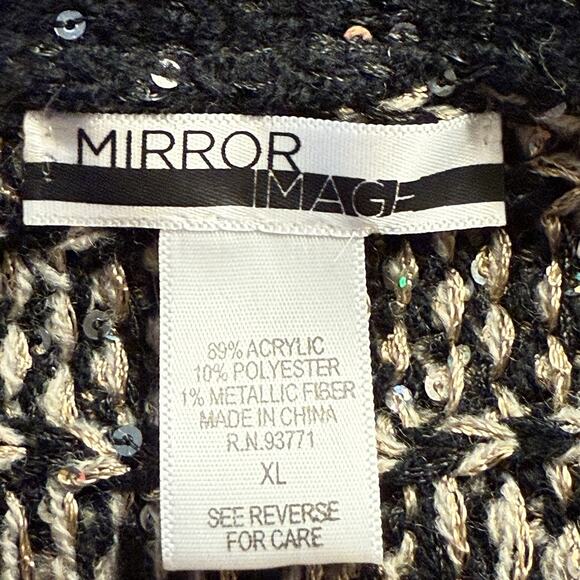 MIRROR
IMAGE
89% ACRYLIC
10% POLYESTER
1% METALLIC FIBER
MADE IN CHINA
R.N.93771
XL
SEE REVERSE
FOR CARE